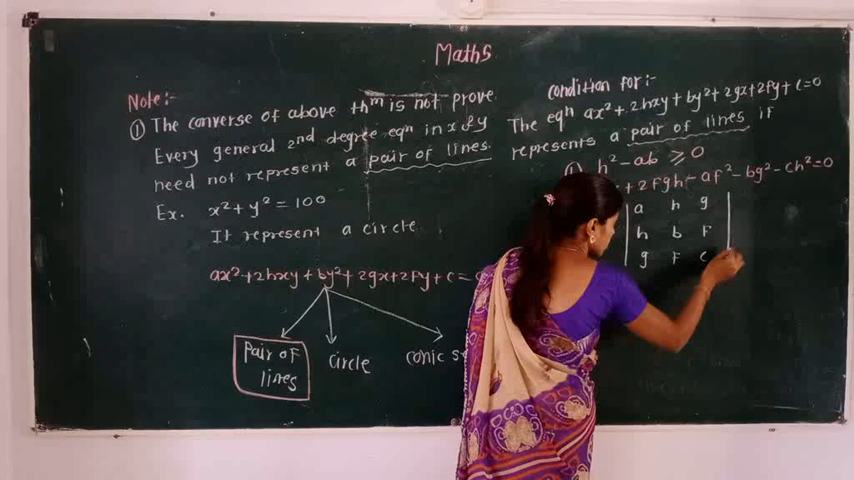 Maths
Note:-
① The converse of above thm is not prove
Every general 2nd degree eqn in x & y
need not represent a pair of lines.
Ex. x² + y² = 100
It represent a circle
ax² + 2hxy + by² + 2gx + 2fy + c =
pair of lines
circle
conic
condition for:-
The eqn ax² + 2hxy + by² + 2gx + 2fy + c = 0
represents a pair of lines if
h² - ab ⩾ 0
+ 2fgh - af² - bg² - ch² = 0
a h g
h b f
g f c